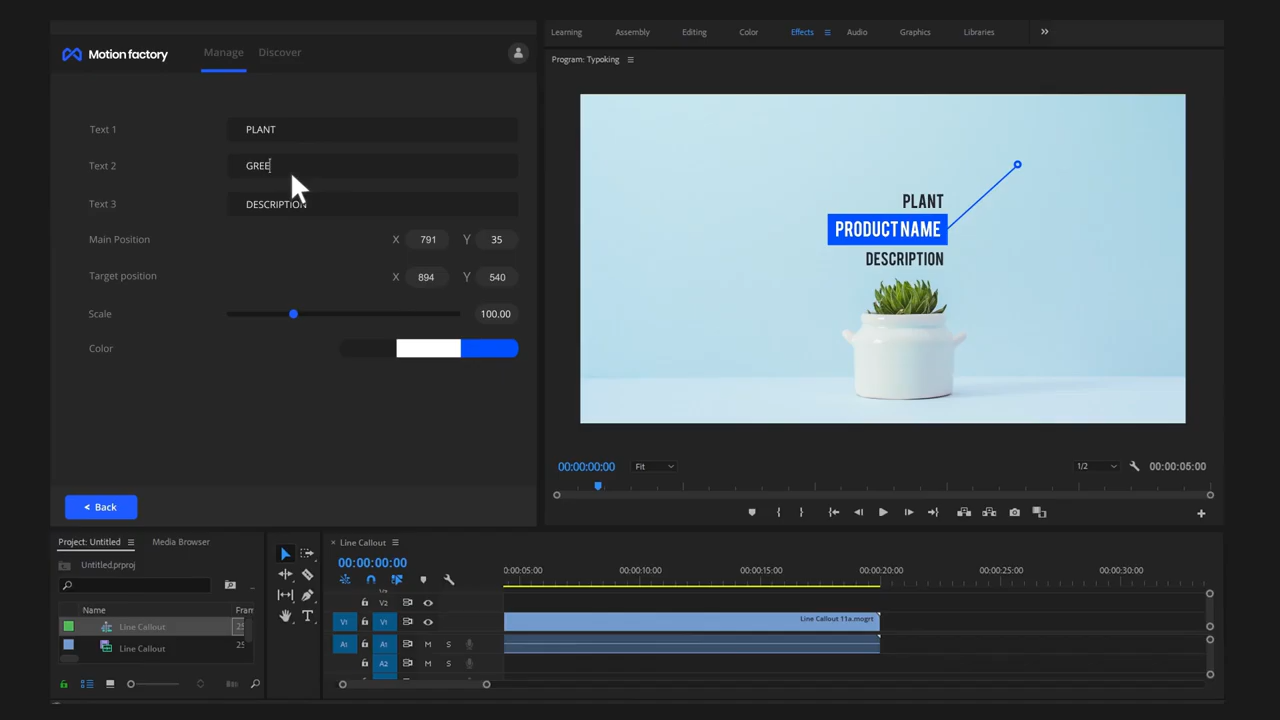 Motion factory
Manage
Discover
Text 1
PLANT
Text 2
GREE
Text 3
DESCRIPTION
Main Position
X
791
Y
35
Target position
X
894
Y
540
Scale
100.00
Color
< Back
Learning
Assembly
Editing
Color
Effects
Audio
Graphics
Libraries
Program: Typoking
PLANT
PRODUCT NAME
DESCRIPTION
00:00:00:00
Fit
1/2
00:00:05:00
Project: Untitled
Media Browser
Untitled.prproj
Name
Line Callout
25
Line Callout
25
× Line Callout
00:00:00:00
0:00:05:00
00:00:10:00
00:00:15:00
00:00:20:00
00:00:25:00
00:00:30:00
V2
V1
V1
Line Callout 11a.mogrt
A1
A1
M
S
A2
M
S